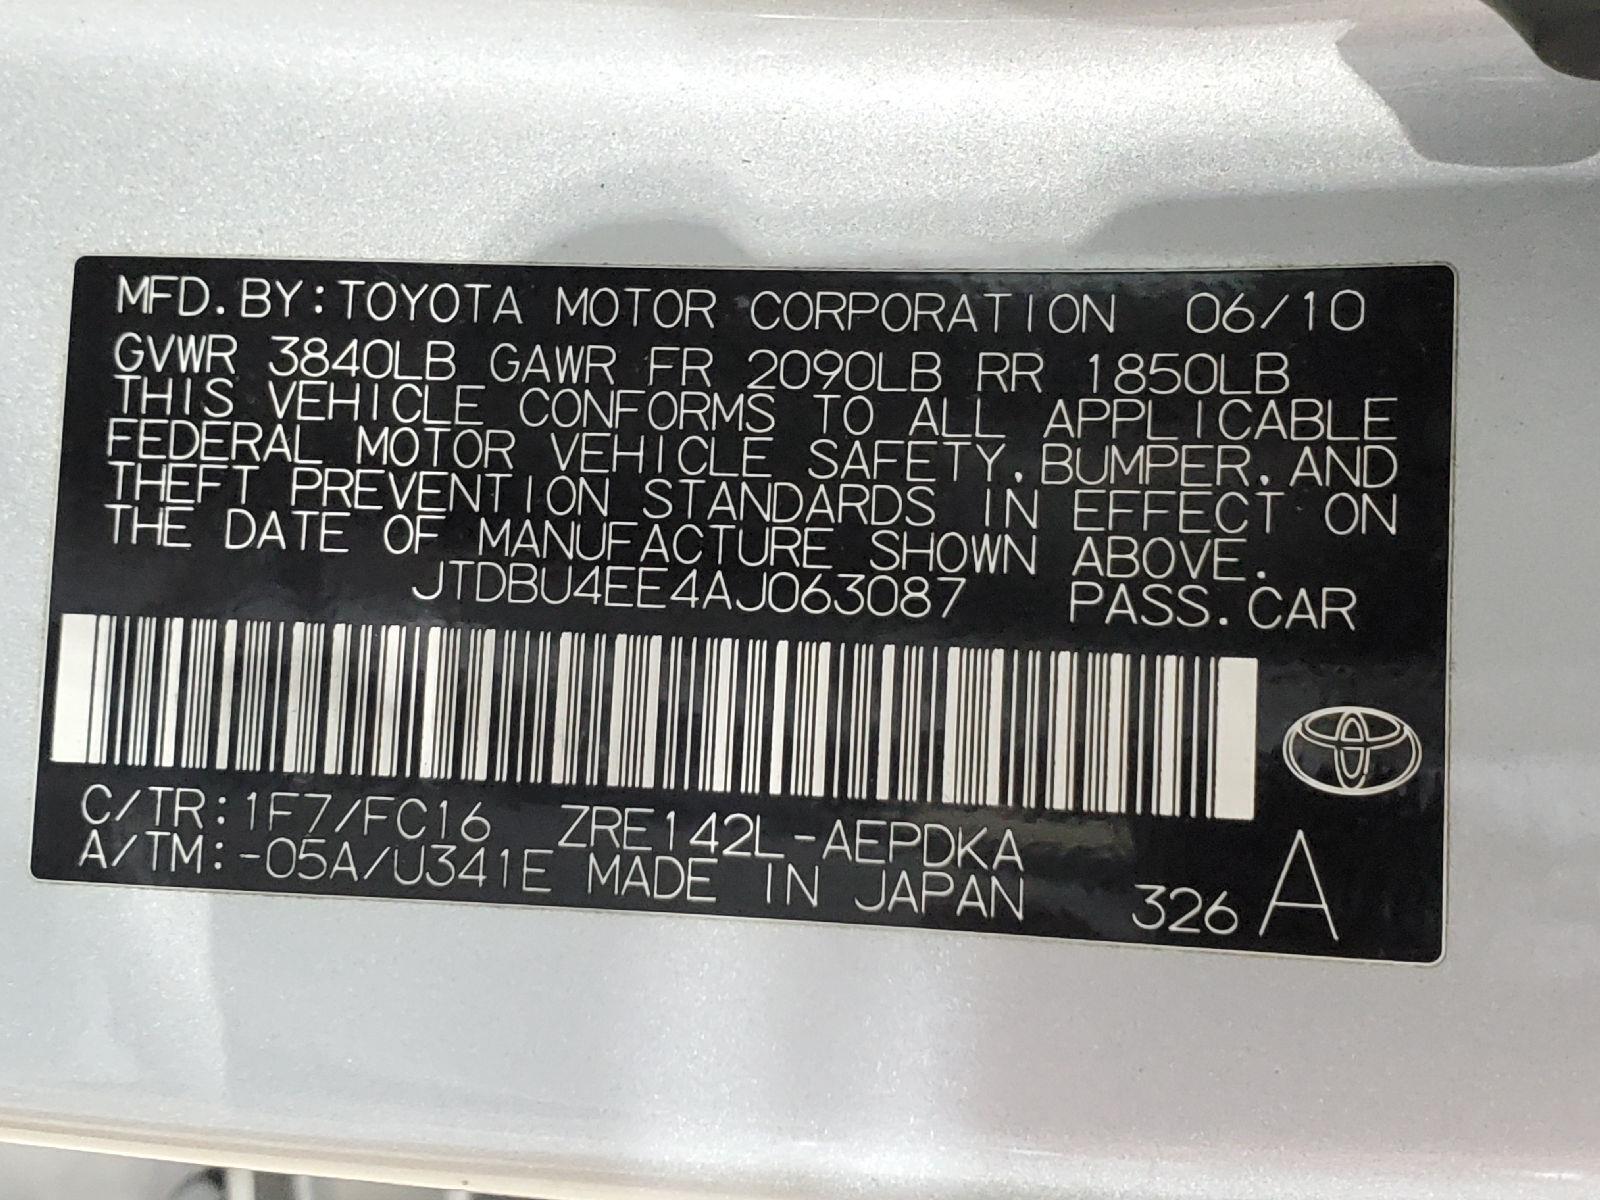 MFD. BY: TOYOTA MOTOR CORPORATION 06/10
GVWR 3840LB GAWR FR 2090LB RR 1850LB
THIS VEHICLE CONFORMS TO ALL APPLICABLE
FEDERAL MOTOR VEHICLE SAFETY, BUMPER, AND
THEFT PREVENTION STANDARDS IN EFFECT ON
THE DATE OF MANUFACTURE SHOWN ABOVE.
JTDBU4EE4AJ063087 PASS. CAR
C/TR: 1F7/FC16 ZRE142L-AEPDKA
A/TM: -05A/U341E MADE IN JAPAN 326 A